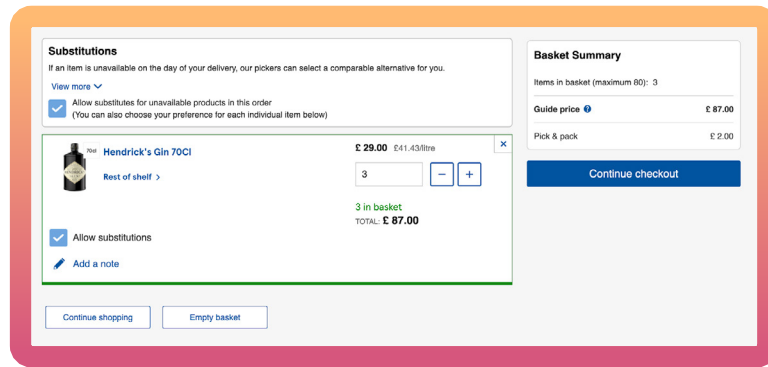 Substitutions
If an item is unavailable on the day of your delivery, our pickers can select a comparable alternative for you.
View more
Allow substitutes for unavailable products in this order
(You can also choose your preference for each individual item below)
70cl
HENDRICK'S
GIN
Hendrick's Gin 70Cl
Rest of shelf >
£ 29.00 £41.43/litre
×
3
− +
3 in basket
TOTAL: £ 87.00
Allow substitutions
Add a note
Continue shopping
Empty basket
Basket Summary
Items in basket (maximum 80): 3
Guide price ? £ 87.00
Pick & pack £ 2.00
Continue checkout